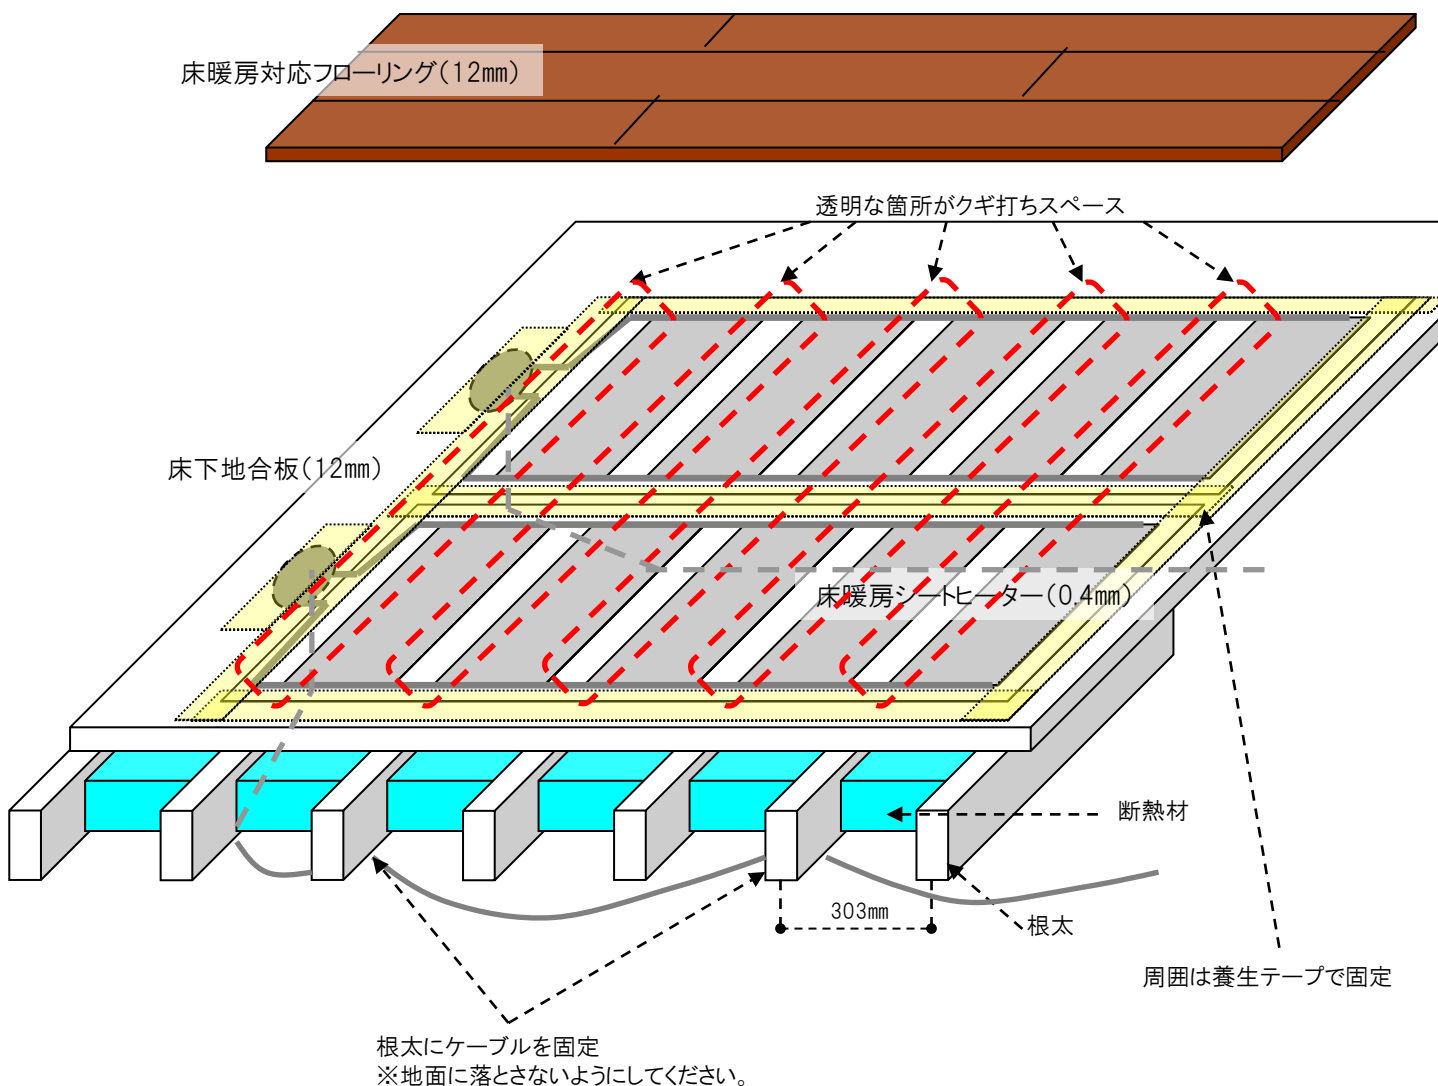 床暖房対応フローリング(12mm)
透明な箇所がクギ打ちスペース
床下地合板(12mm)
床暖房シートヒーター(0.4mm)
断熱材
303mm
根太
周囲は養生テープで固定
根太にケーブルを固定
※地面に落とさないようにしてください。